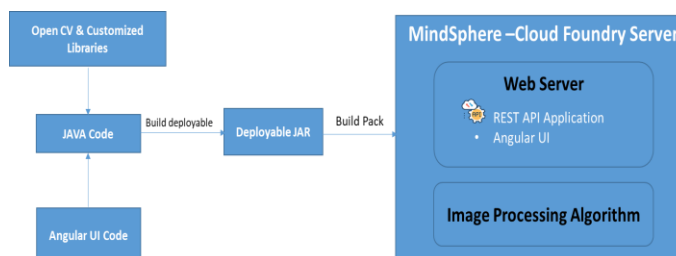 Open CV & Customized
Libraries
JAVA Code
Angular UI Code
Build deployable
Deployable JAR
Build Pack
MindSphere –Cloud Foundry Server
Web Server
REST API Application
• Angular UI
Image Processing Algorithm